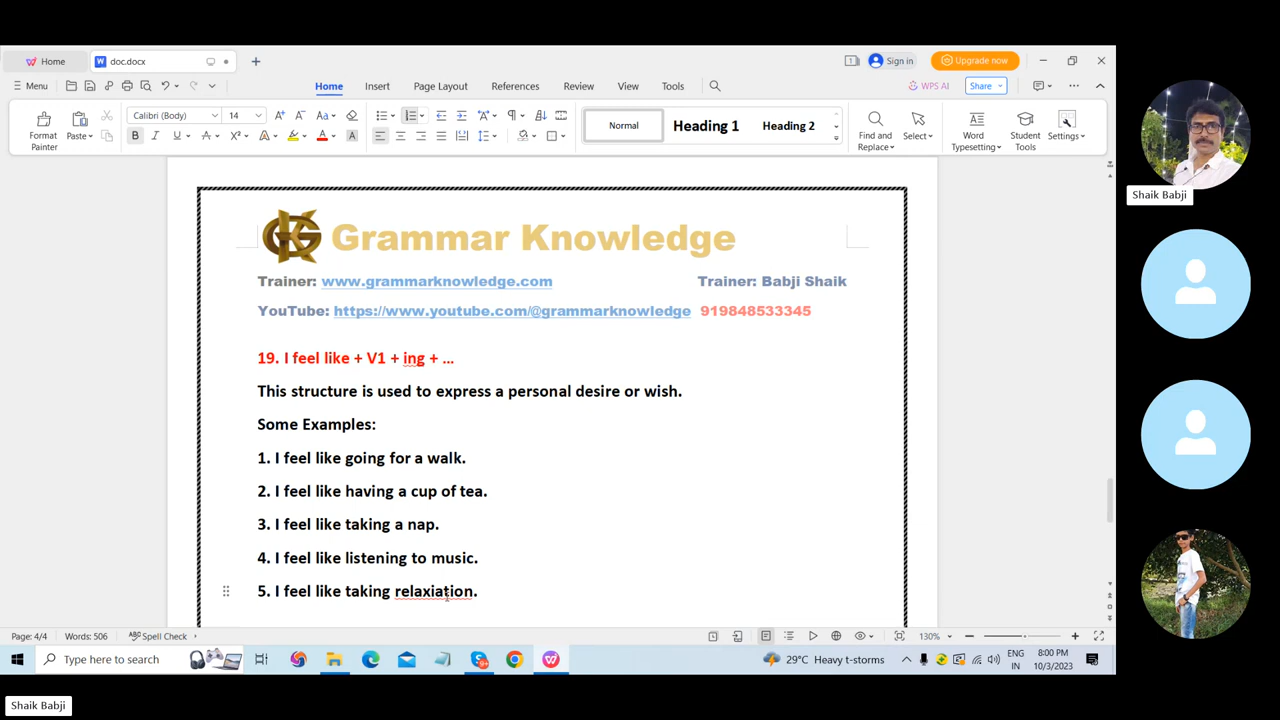 Home
doc.docx
Sign in
Upgrade now
Menu
Home
Insert
Page Layout
References
Review
View
Tools
WPS AI
Share
Format Painter
Paste
Calibri (Body)
14
Normal
Heading 1
Heading 2
Find and Replace
Select
Word Typesetting
Student Tools
Settings
GK Grammar Knowledge
Trainer: www.grammarknowledge.com Trainer: Babji Shaik
YouTube: https://www.youtube.com/@grammarknowledge 919848533345
19. I feel like + V1 + ing + ...
This structure is used to express a personal desire or wish.
Some Examples:
1. I feel like going for a walk.
2. I feel like having a cup of tea.
3. I feel like taking a nap.
4. I feel like listening to music.
5. I feel like taking relaxiation.
Page: 4/4 Words: 506 Spell Check 130%
Type here to search
29°C Heavy t-storms
ENG IN
8:00 PM
10/3/2023
Shaik Babji
Shaik Babji